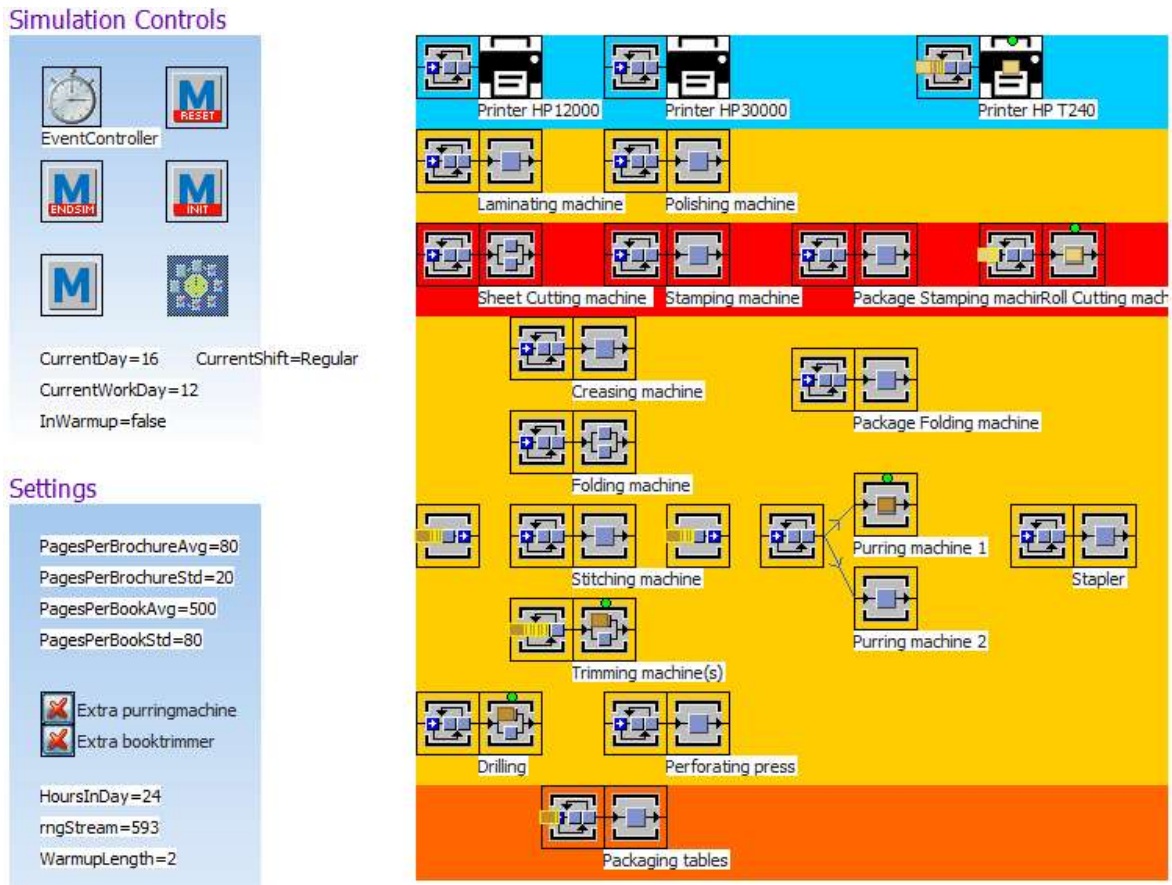 Simulation Controls
EventController
M RESET
M ENDSIM
M INIT
M
CurrentDay=16 CurrentShift=Regular
CurrentWorkDay=12
InWarmup=false
Settings
PagesPerBrochureAvg=80
PagesPerBrochureStd=20
PagesPerBookAvg=500
PagesPerBookStd=80
Extra purringmachine
Extra booktrimmer
HoursInDay=24
rngStream=593
WarmupLength=2
Printer HP12000 Printer HP30000 Printer HP T240
Laminating machine Polishing machine
Sheet Cutting machine Stamping machine Package Stamping machin Roll Cutting mach
Creasing machine
Package Folding machine
Folding machine
Purring machine 1
Stitching machine Stapler
Purring machine 2
Trimming machine(s)
Drilling Perforating press
Packaging tables